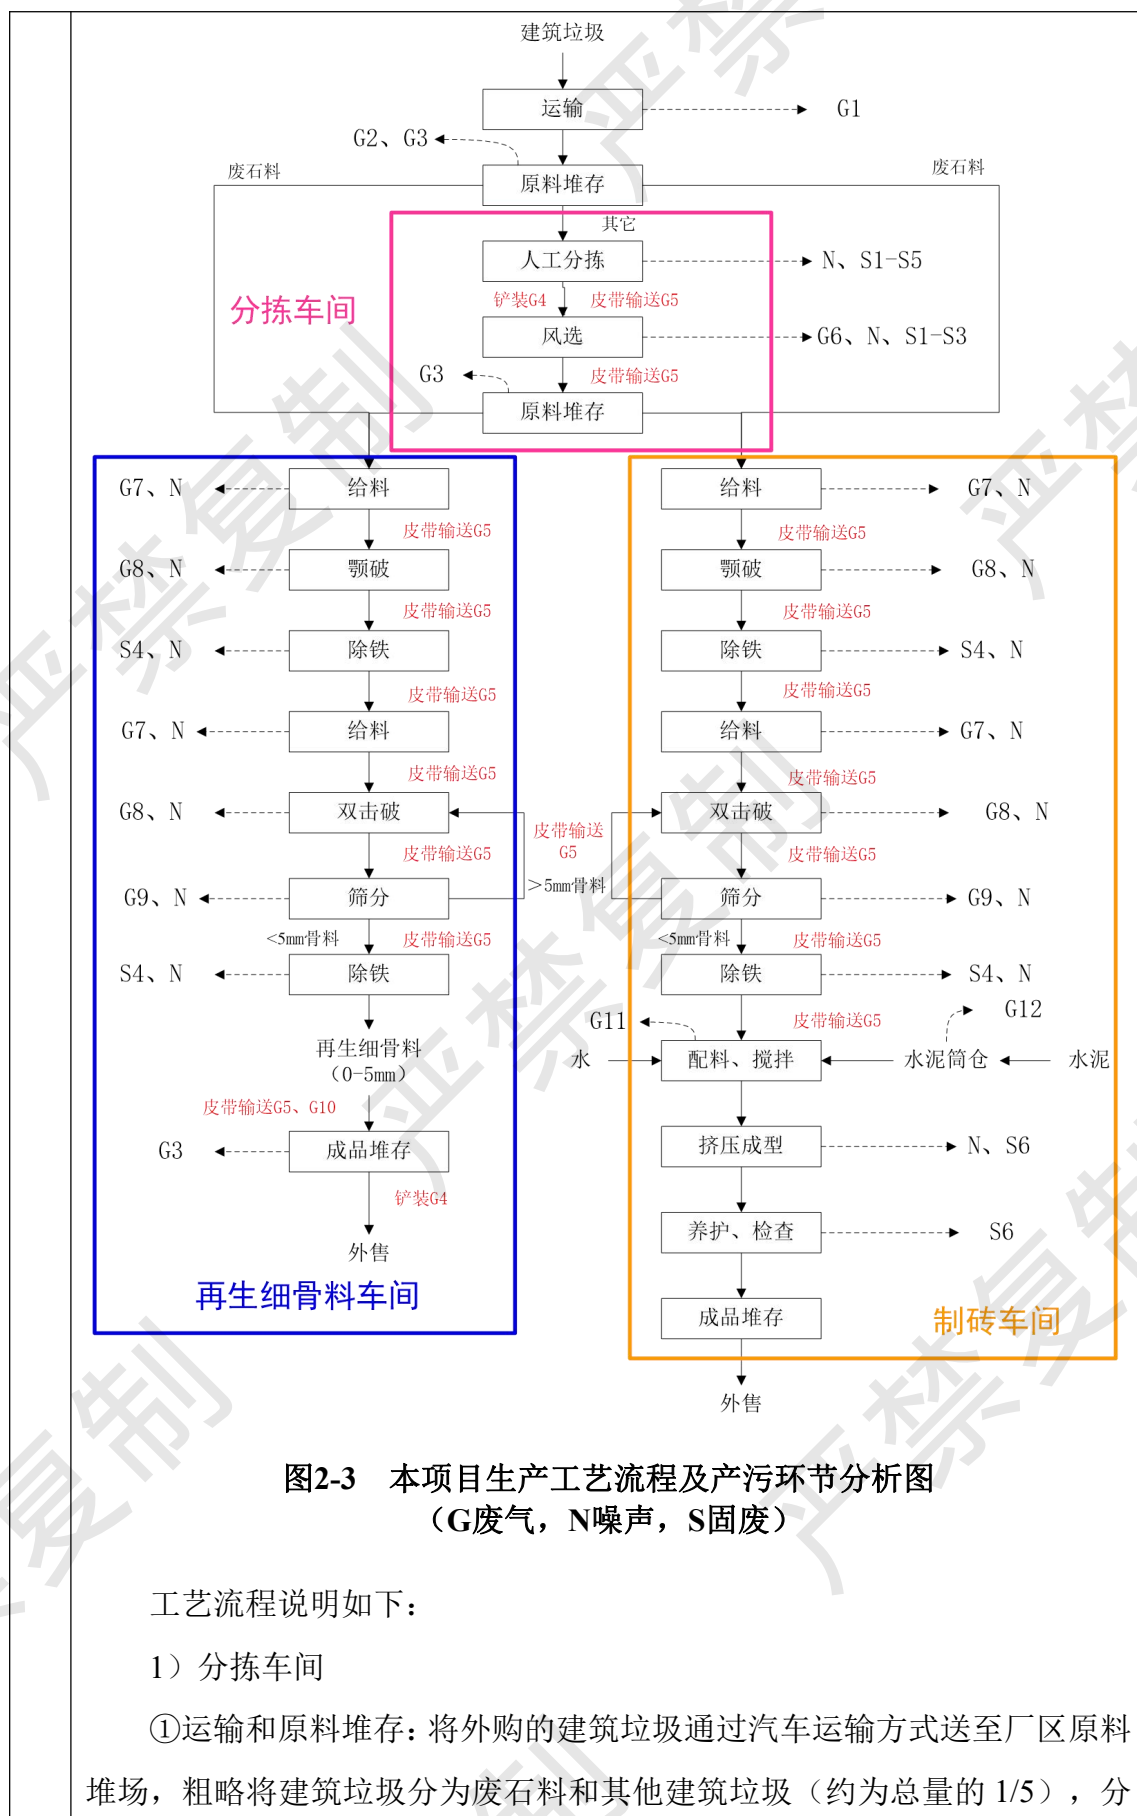 建筑垃圾
运输
G1
G2、G3
废石料
原料堆存
废石料
其它
人工分拣
N、S1-S5
分拣车间
铲装G4
皮带输送G5
风选
G6、N、S1-S3
G3
皮带输送G5
原料堆存
G7、N
给料
皮带输送G5
G8、N
颚破
皮带输送G5
S4、N
除铁
皮带输送G5
G7、N
给料
皮带输送G5
G8、N
双击破
皮带输送G5
G9、N
筛分
<5mm骨料
皮带输送G5
S4、N
除铁
再生细骨料
(0-5mm)
皮带输送G5、G10
G3
成品堆存
铲装G4
外售
再生细骨料车间
皮带输送
G5
>5mm骨料
给料
G7、N
皮带输送G5
颚破
G8、N
皮带输送G5
除铁
S4、N
皮带输送G5
给料
G7、N
皮带输送G5
双击破
G8、N
皮带输送G5
筛分
G9、N
<5mm骨料
皮带输送G5
除铁
S4、N
G11
皮带输送G5
G12
水
配料、搅拌
水泥筒仓
水泥
挤压成型
N、S6
养护、检查
S6
成品堆存
制砖车间
外售
图2-3 本项目生产工艺流程及产污环节分析图
（G废气，N噪声，S固废）
工艺流程说明如下：
1）分拣车间
①运输和原料堆存：将外购的建筑垃圾通过汽车运输方式送至厂区原料
堆场，粗略将建筑垃圾分为废石料和其他建筑垃圾（约为总量的 1/5），分
严禁复制
严禁复制
严禁复制
严禁复制